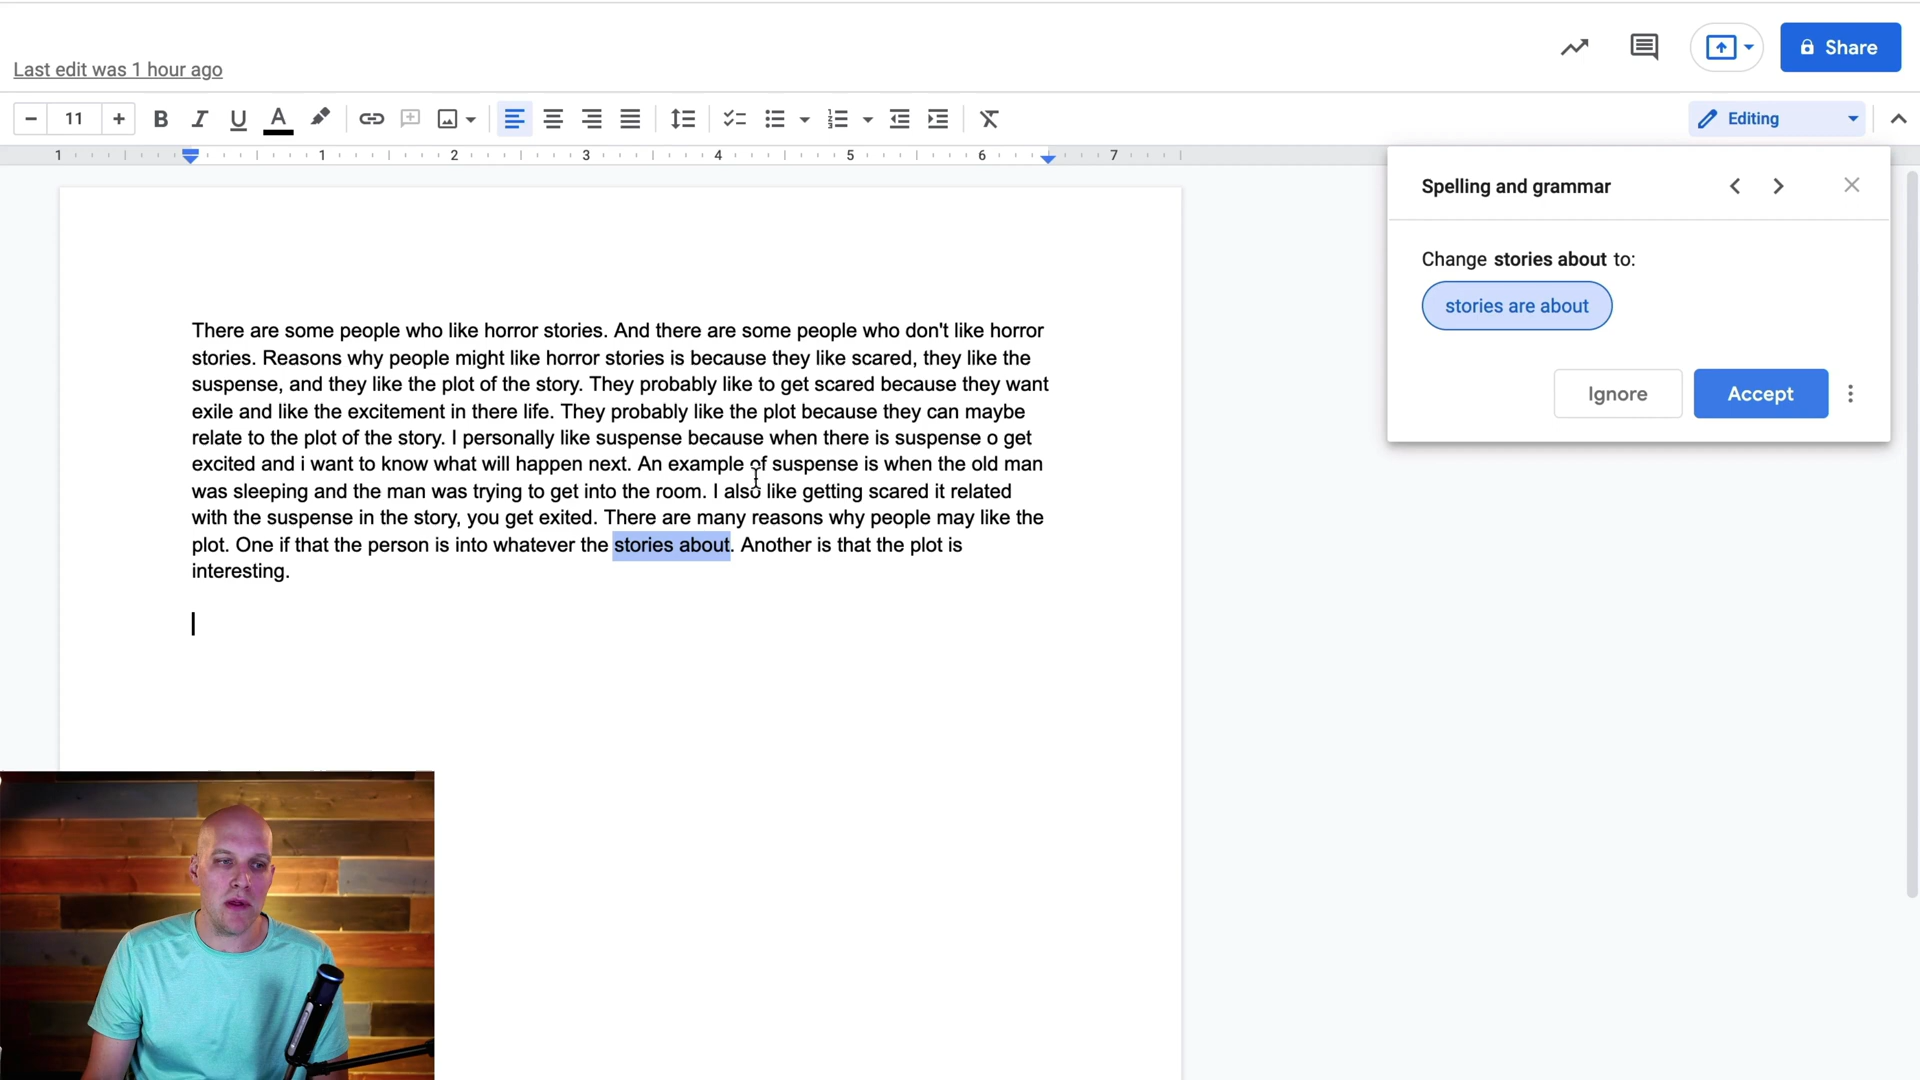 Share
Last edit was 1 hour ago
11
Editing
1 1 2 3 4 5 6 7
Spelling and grammar
Change stories about to:
stories are about
Ignore
Accept
There are some people who like horror stories. And there are some people who don't like horror
stories. Reasons why people might like horror stories is because they like scared, they like the
suspense, and they like the plot of the story. They probably like to get scared because they want
exile and like the excitement in there life. They probably like the plot because they can maybe
relate to the plot of the story. I personally like suspense because when there is suspense o get
excited and i want to know what will happen next. An example of suspense is when the old man
was sleeping and the man was trying to get into the room. I also like getting scared it related
with the suspense in the story, you get exited. There are many reasons why people may like the
plot. One if that the person is into whatever the stories about. Another is that the plot is
interesting.